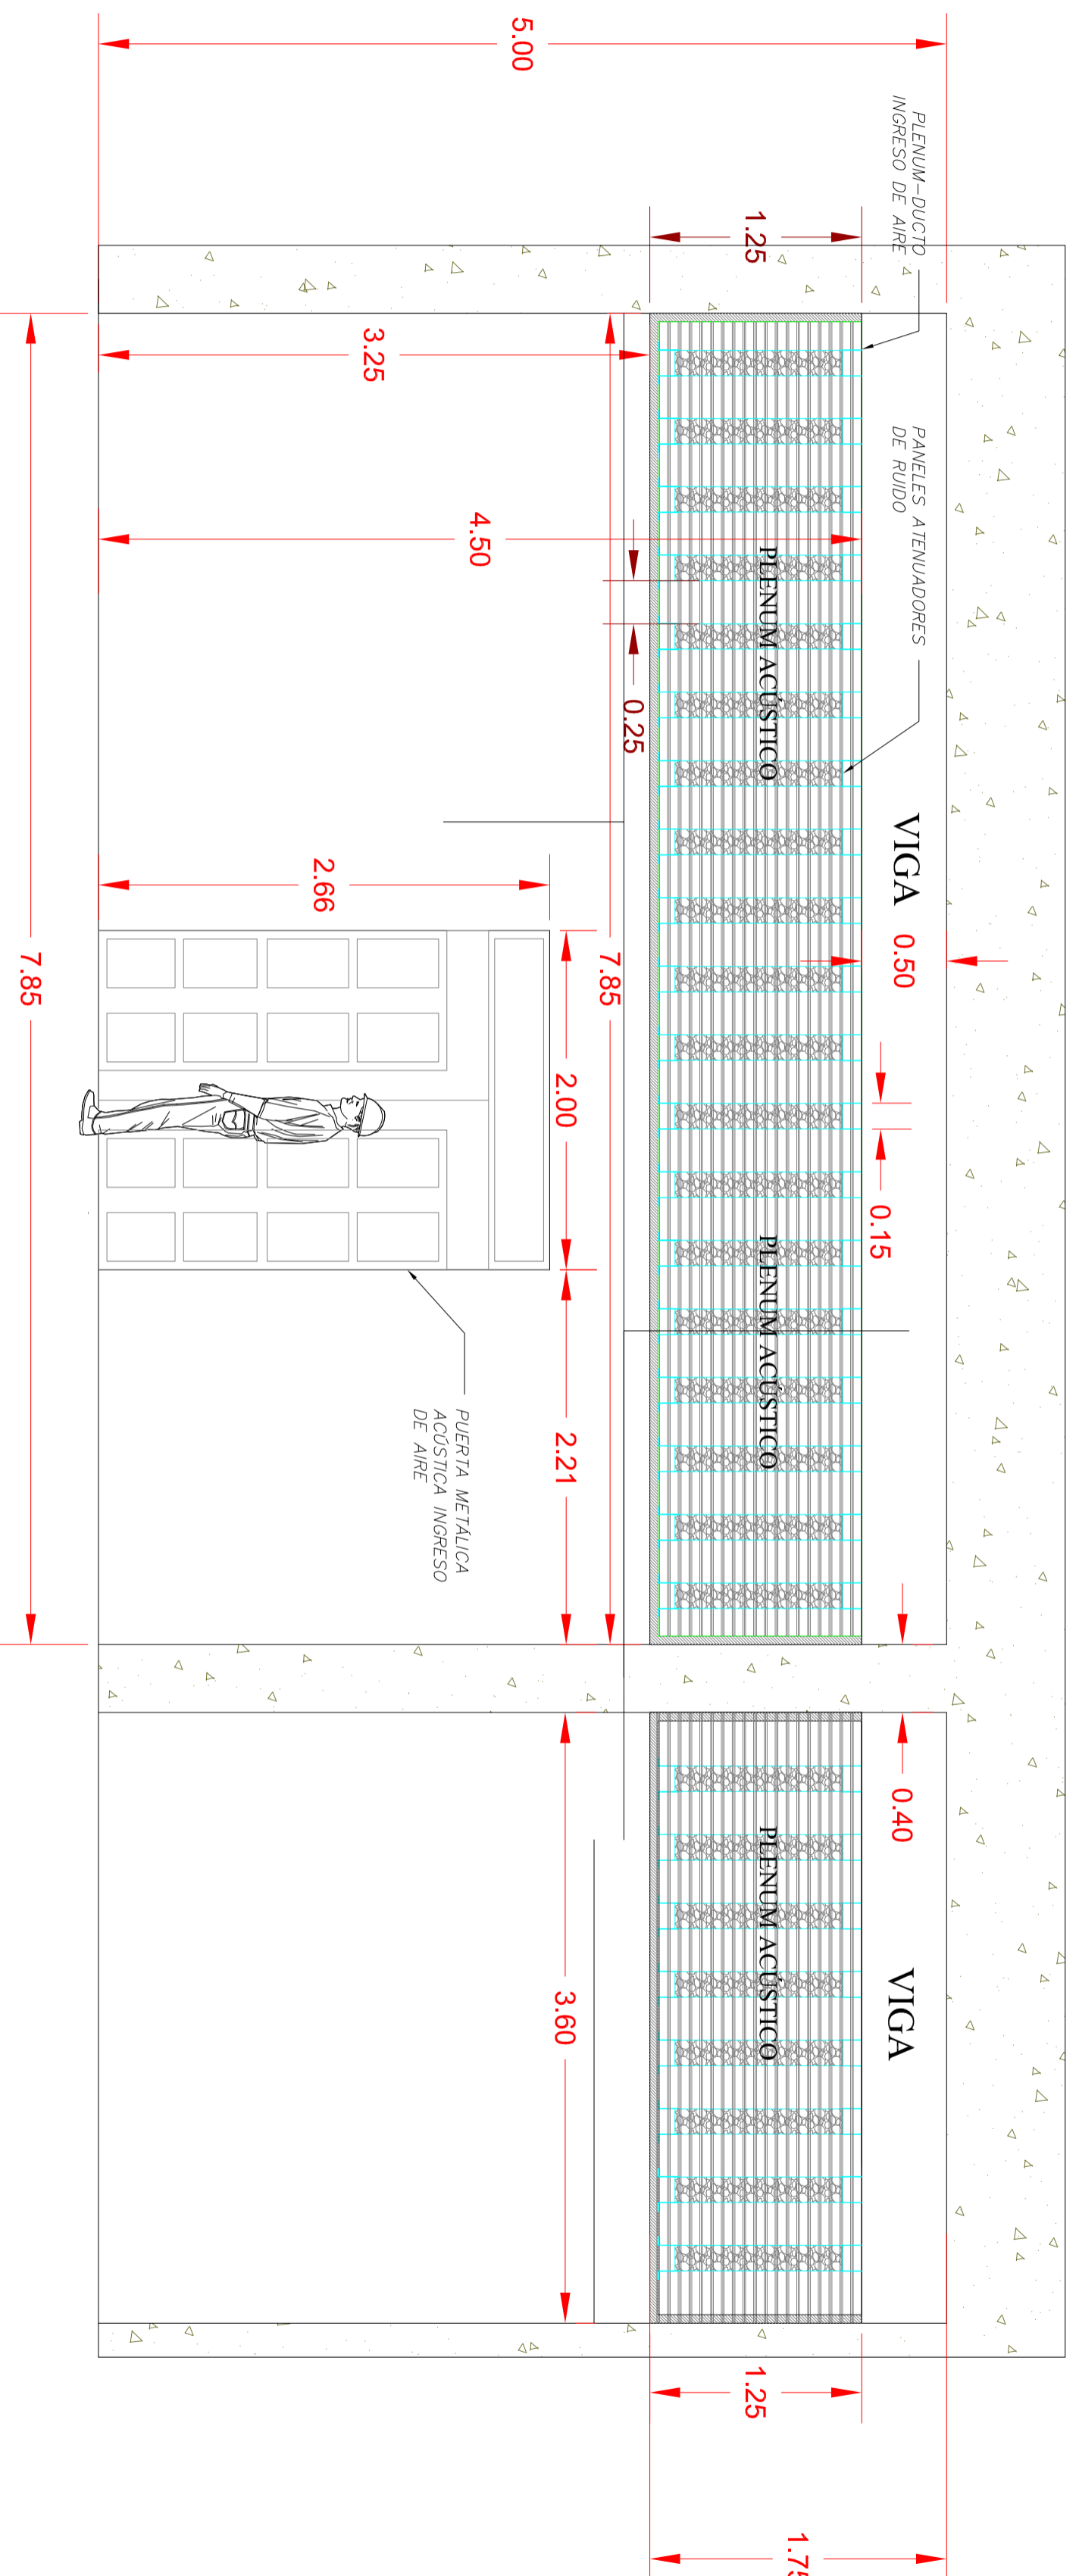 5.00
PLENUM-DUCTO
INGRESO DE AIRE
1.25
3.25
PANELES ATENUADORES
DE RUIDO
4.50
PLENUM ACÚSTICO
0.25
VIGA
0.50
2.66
7.85
7.85
2.00
0.15
PLENUM ACÚSTICO
2.21
PUERTA METÁLICA
ACÚSTICA INGRESO
DE AIRE
0.40
PLENUM ACÚSTICO
VIGA
3.60
1.25
1.75